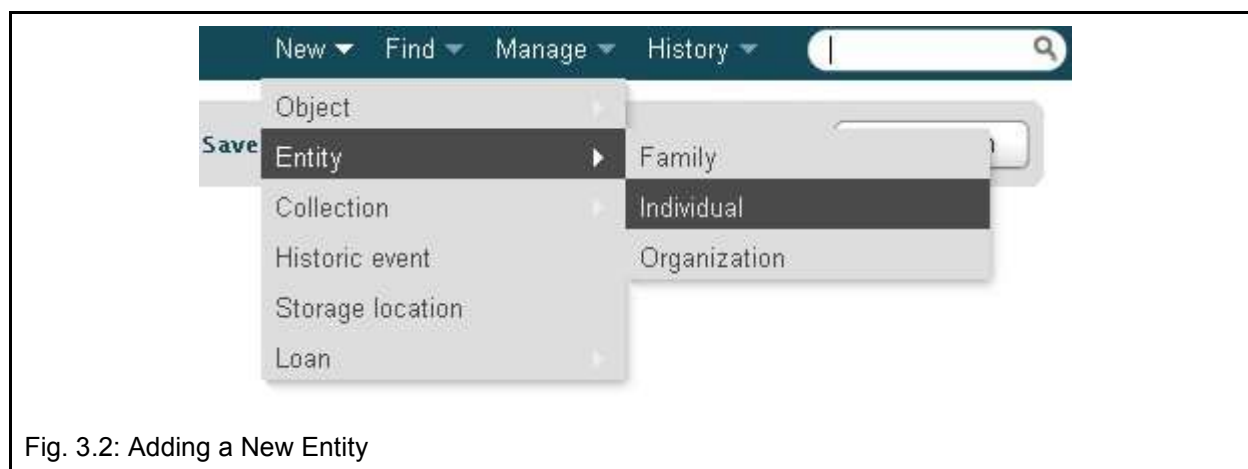 New Find Manage History
Object
Save
Entity
Family
Collection
Individual
Historic event
Organization
Storage location
Loan
Fig. 3.2: Adding a New Entity